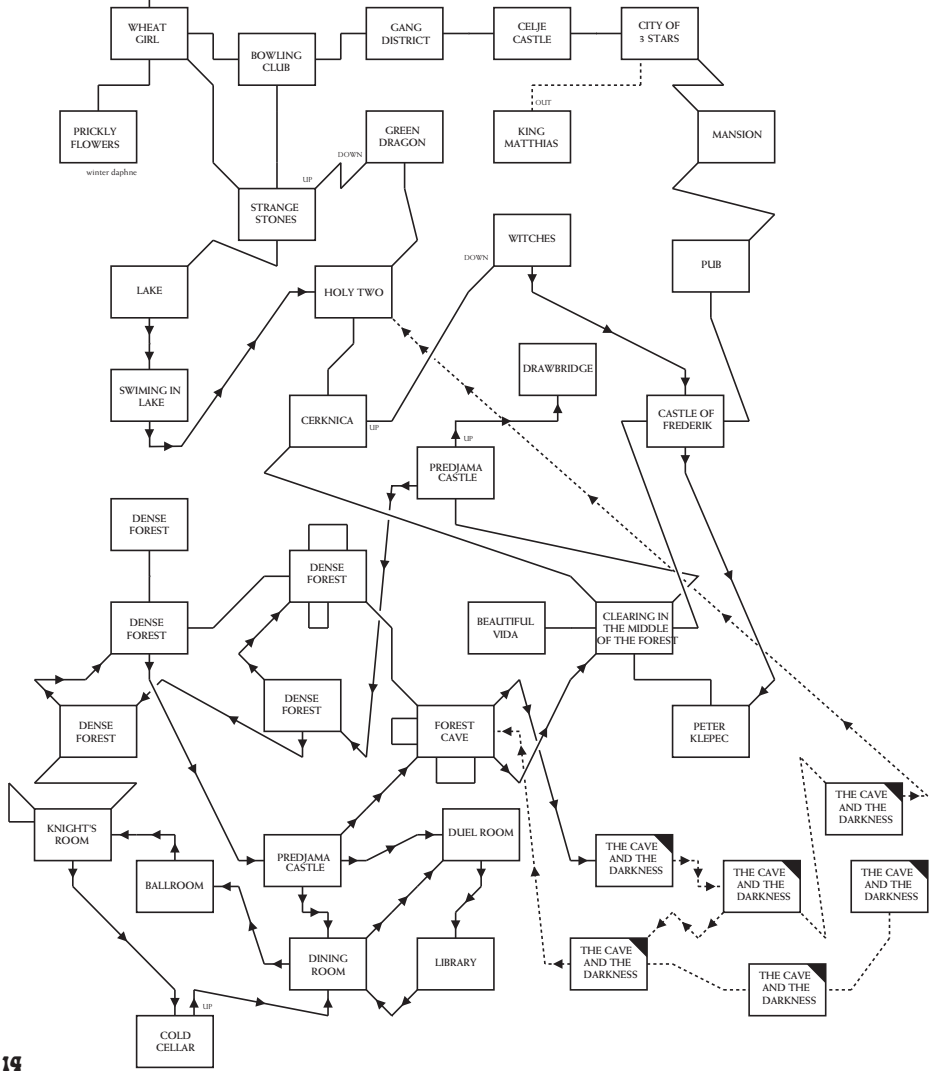 WHEAT
GIRL
BOWLING
CLUB
GANG
DISTRICT
CELJE
CASTLE
CITY OF
3 STARS
OUT
PRICKLY
FLOWERS
winter daphne
GREEN
DRAGON
DOWN
UP
KING
MATTHIAS
MANSION
STRANGE
STONES
WITCHES
DOWN
PUB
LAKE
HOLY TWO
DRAWBRIDGE
SWIMING IN
LAKE
CERKNICA
UP
CASTLE OF
FREDERIK
UP
PREDJAMA
CASTLE
DENSE
FOREST
DENSE
FOREST
DENSE
FOREST
BEAUTIFUL
VIDA
CLEARING IN
THE MIDDLE
OF THE FOREST
DENSE
FOREST
DENSE
FOREST
FOREST
CAVE
PETER
KLEPEC
THE CAVE
AND THE
DARKNESS
KNIGHT'S
ROOM
DUEL ROOM
PREDJAMA
CASTLE
THE CAVE
AND THE
DARKNESS
BALLROOM
THE CAVE
AND THE
DARKNESS
THE CAVE
AND THE
DARKNESS
DINING
ROOM
LIBRARY
THE CAVE
AND THE
DARKNESS
THE CAVE
AND THE
DARKNESS
UP
COLD
CELLAR
14